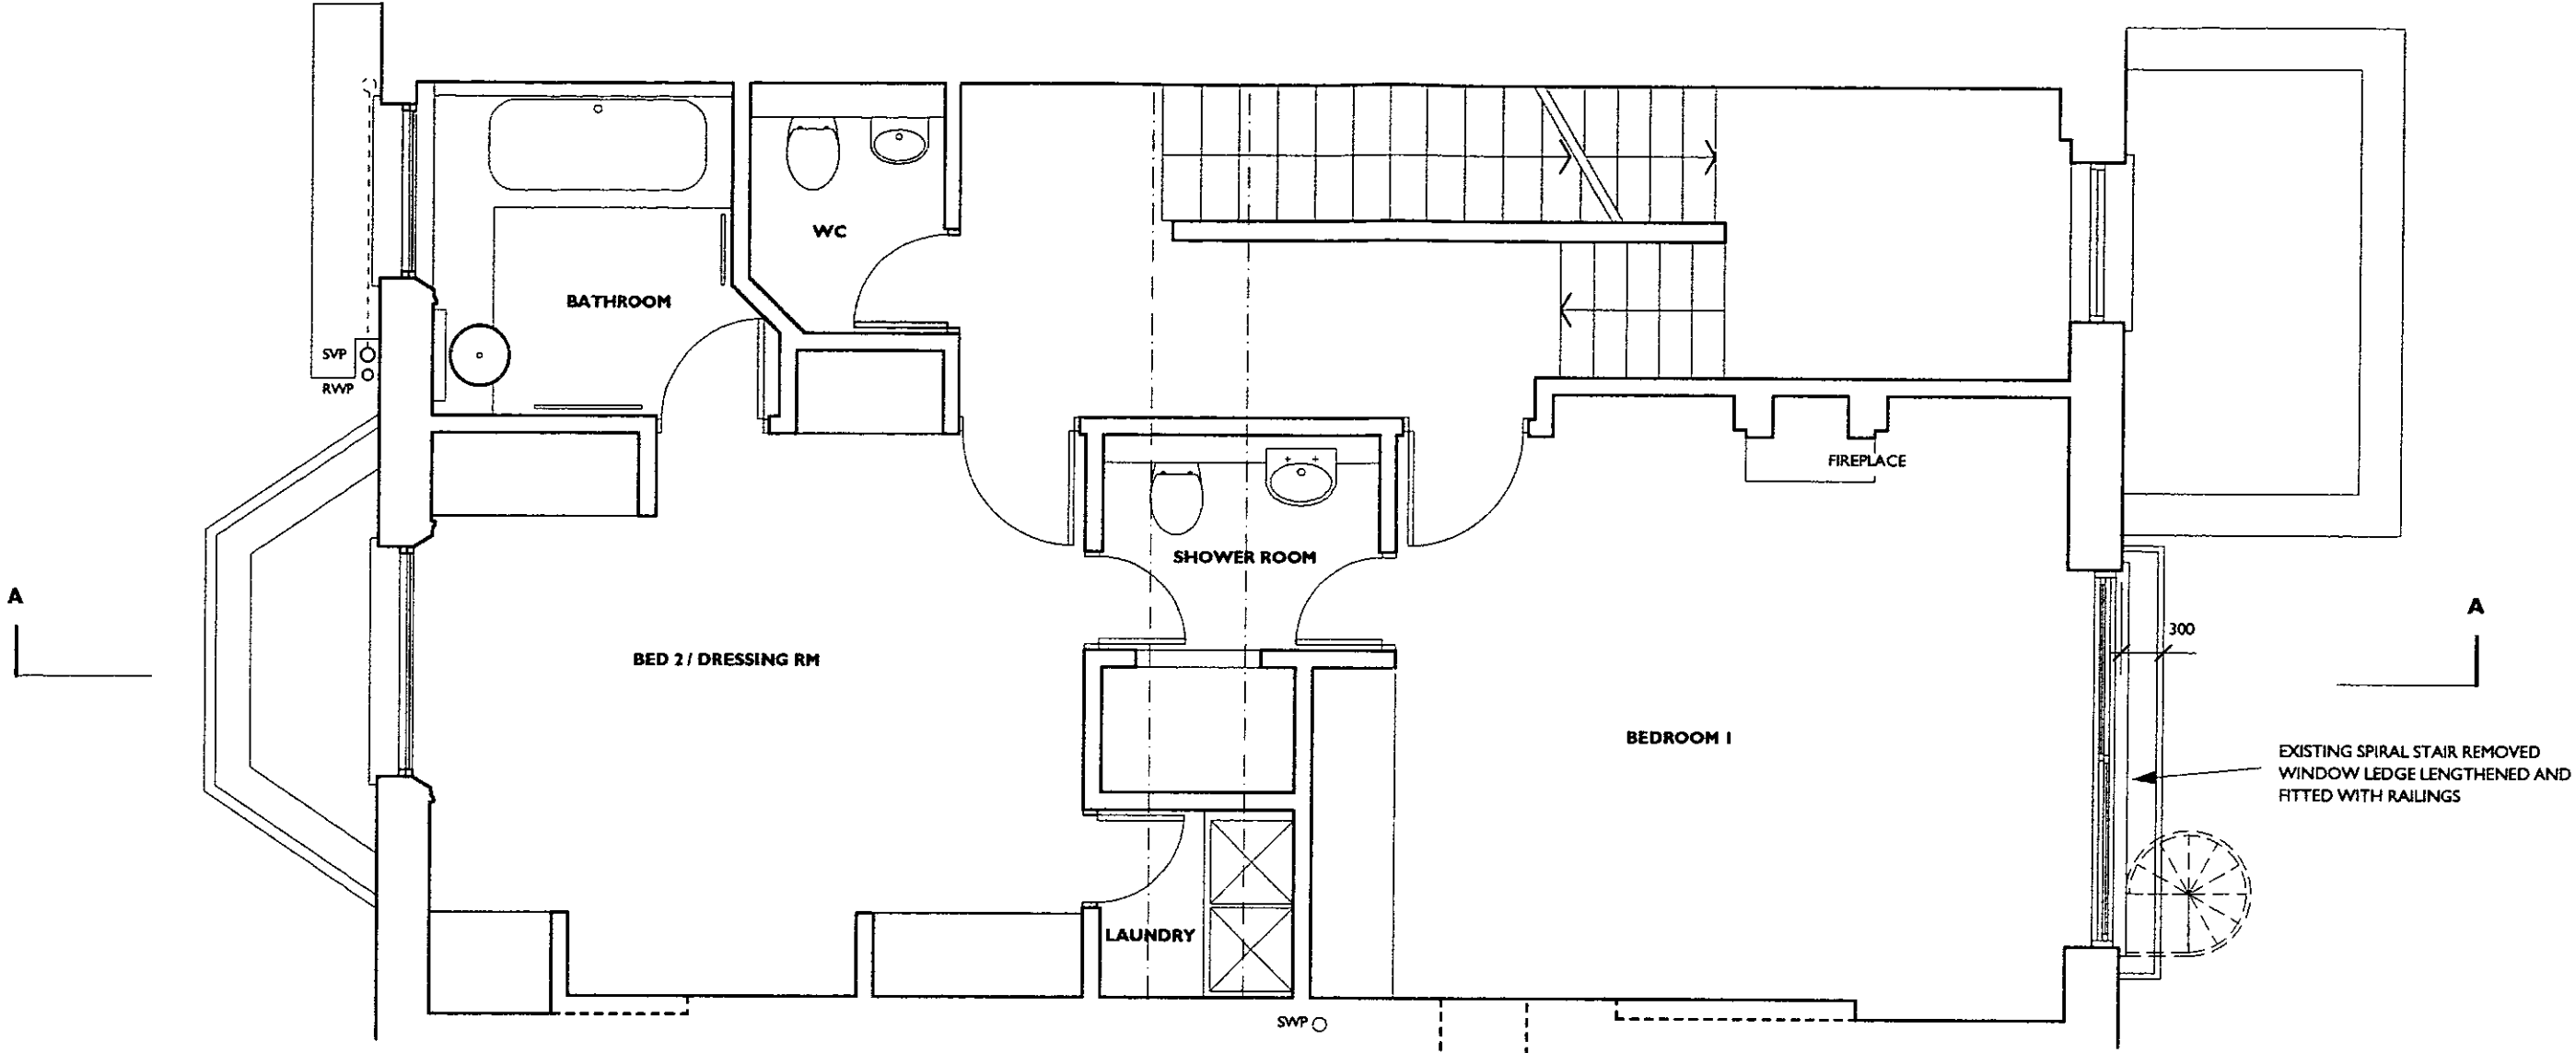 WC
BATHROOM
SVP
RWP
FIREPLACE
SHOWER ROOM
A
A
300
BED 2 / DRESSING RM
BEDROOM 1
EXISTING SPIRAL STAIR REMOVED
WINDOW LEDGE LENGTHENED AND
FITTED WITH RAILINGS
LAUNDRY
SWP